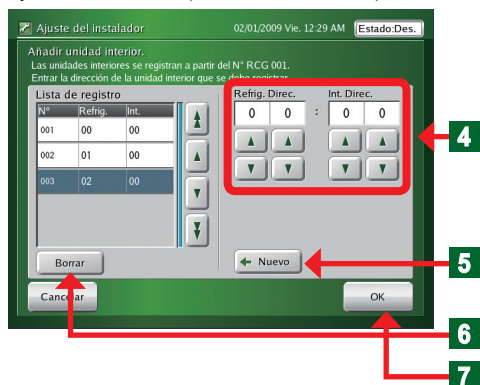 Ajuste del instalador 02/01/2009 Vie. 12:29 AM Estado:Des.
Añadir unidad interior.
Las unidades interiores se registran a partir del N° RCG 001.
Entrar la dirección de la unidad interior que se debe registrar
Lista de registro
N° Refrig. Int.
001 00 00
002 01 00
003 02 00
Refrig. Direc. Int. Direc.
0 0 : 0 0
4
Nuevo
5
Borrar
Cancelar
OK
6
7